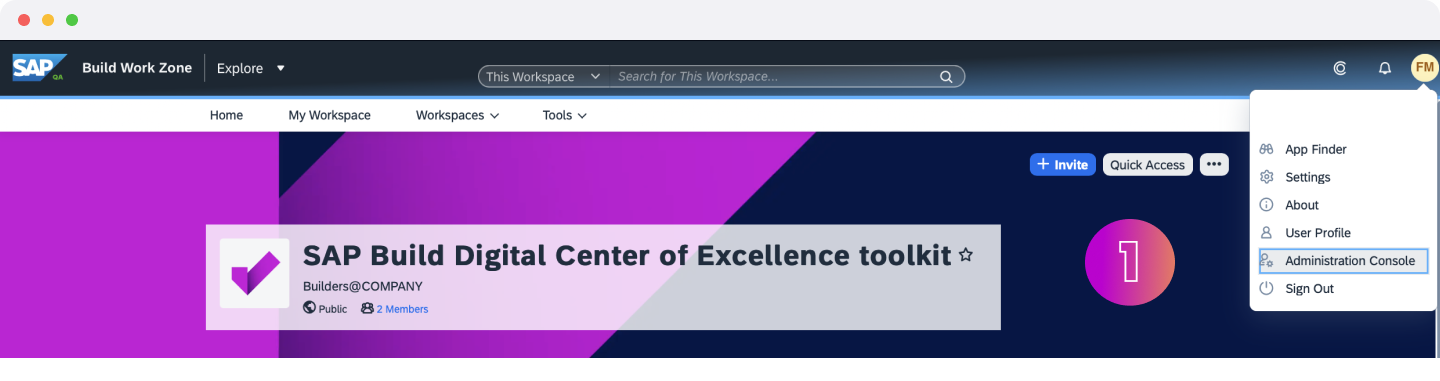 SAP QA Build Work Zone Explore
This Workspace Search for This Workspace...
FM
Home My Workspace Workspaces Tools
+ Invite Quick Access •••
SAP Build Digital Center of Excellence toolkit
Builders@COMPANY
Public 2 Members
1
App Finder
Settings
About
User Profile
Administration Console
Sign Out